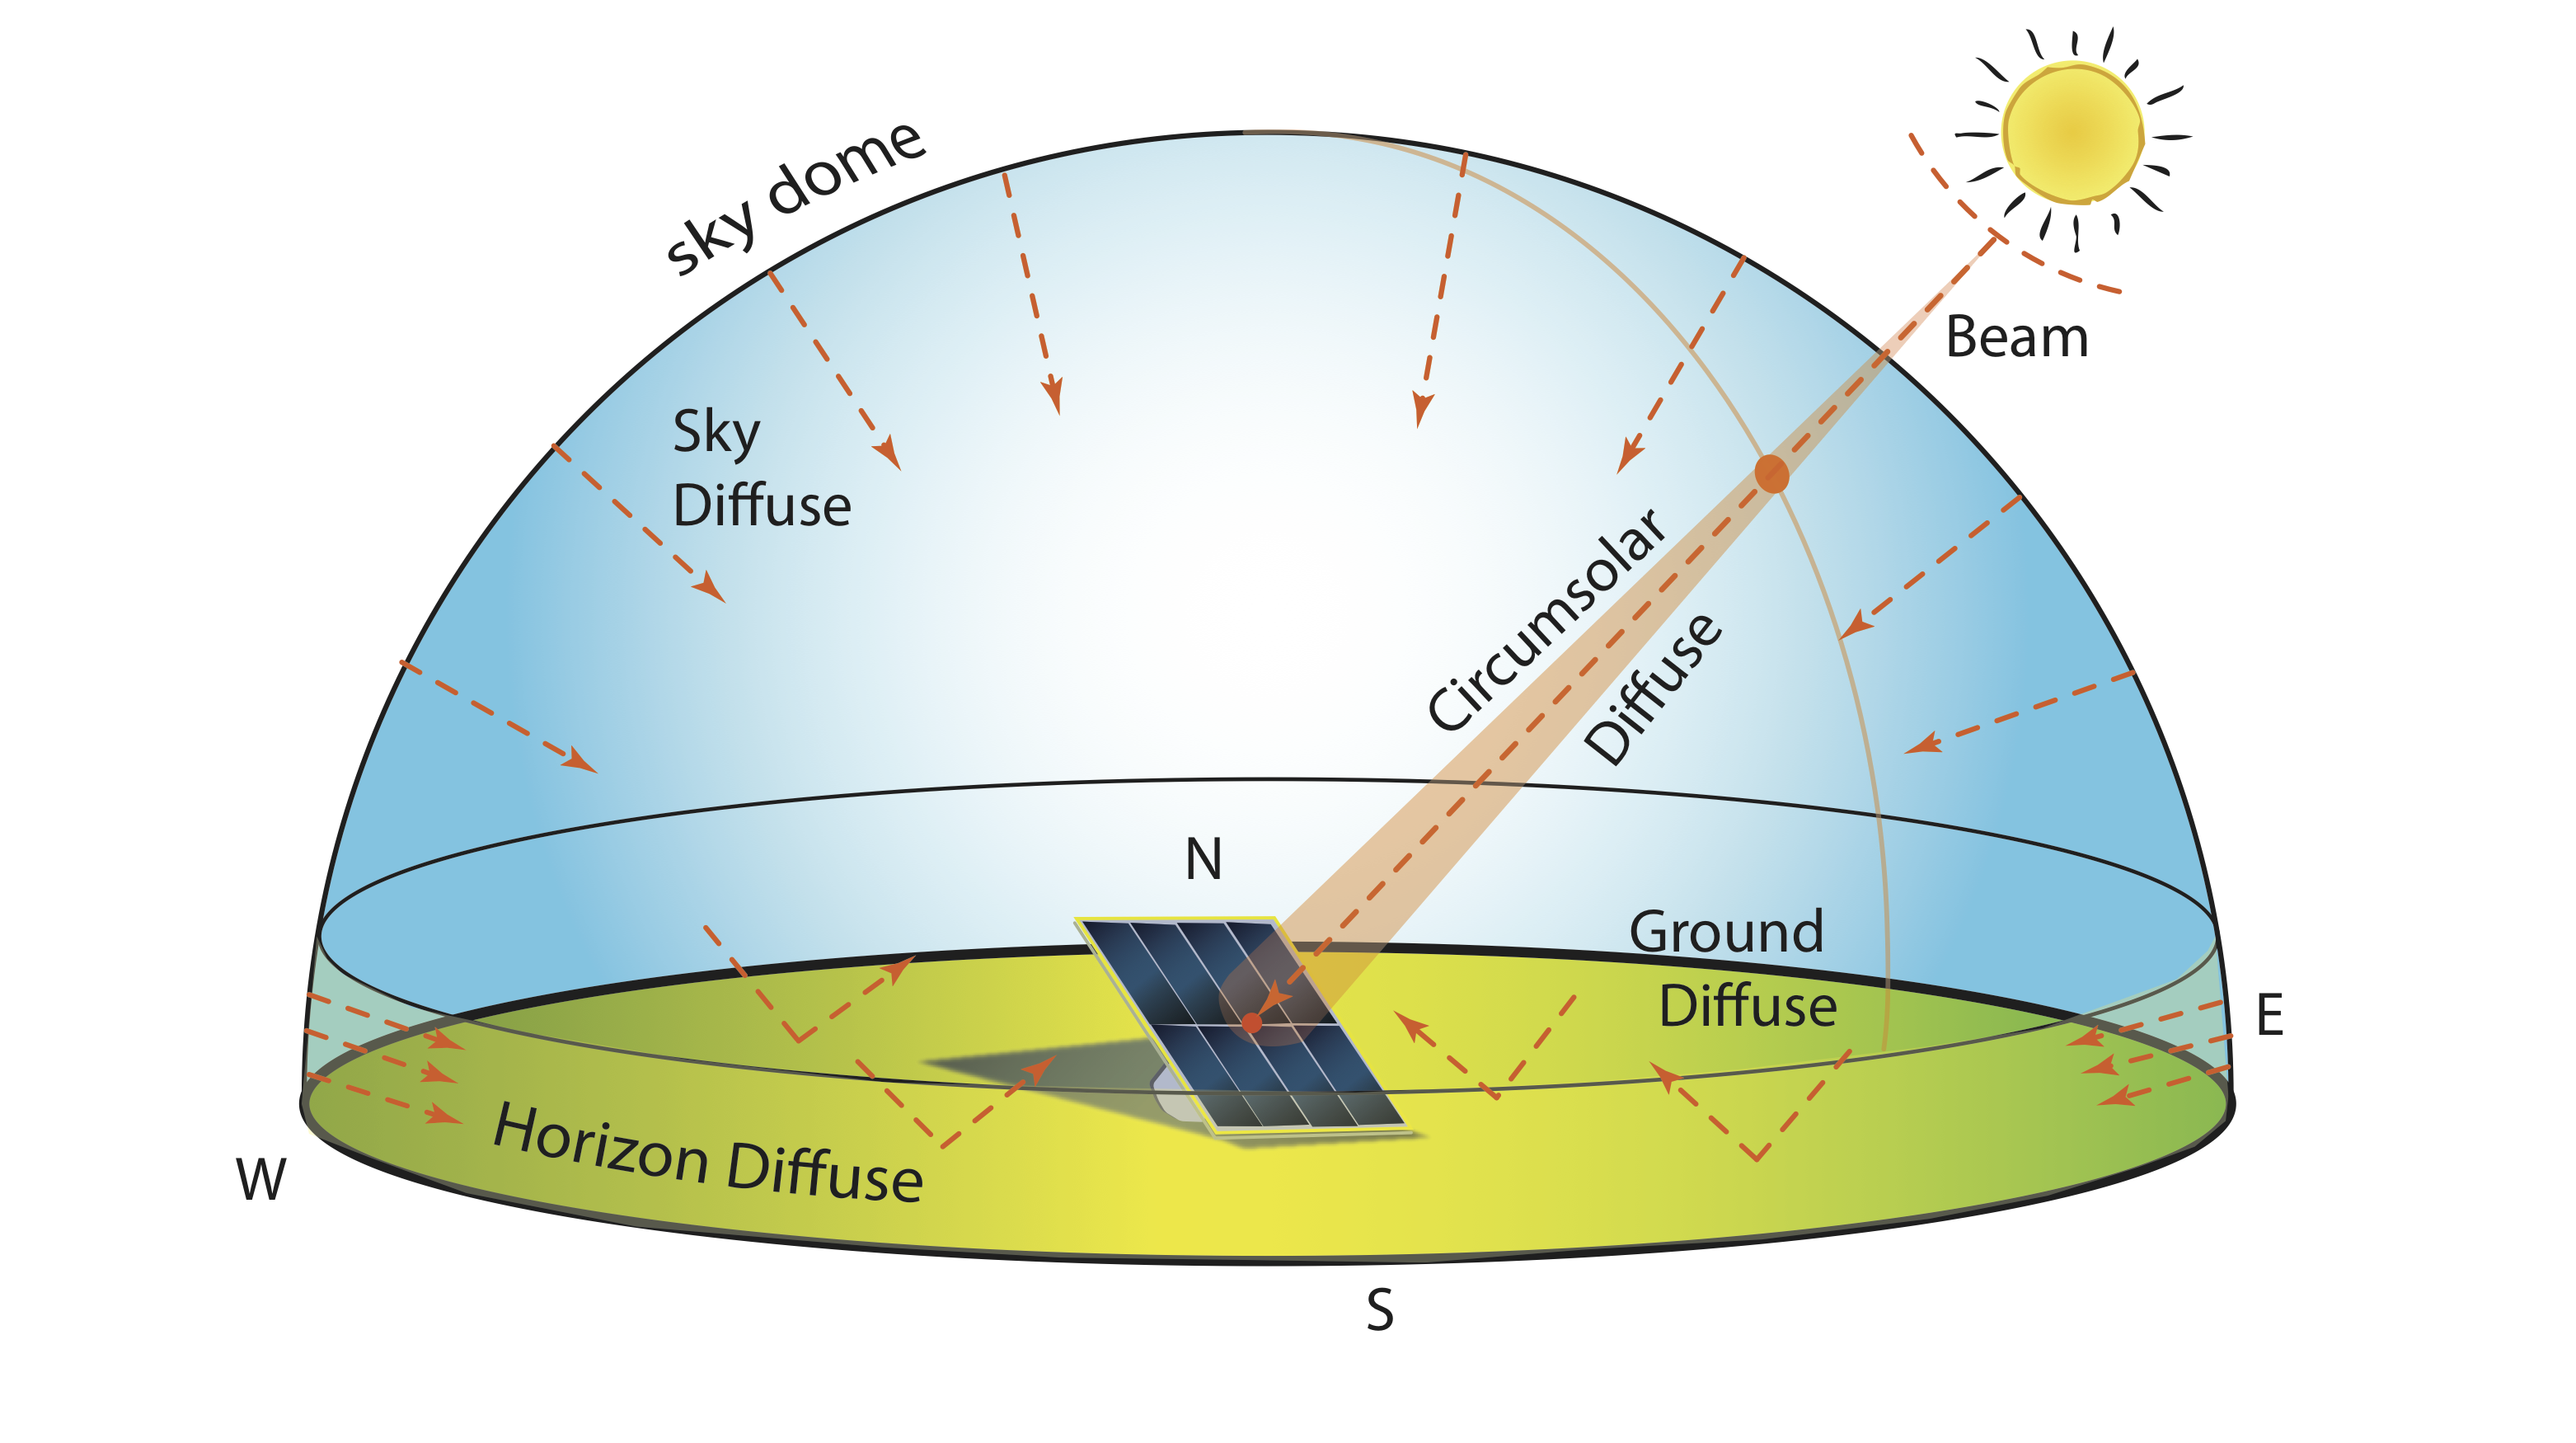 sky dome
Beam
Sky
Diffuse
Circumsolar
Diffuse
N
Ground
Diffuse
E
Horizon Diffuse
W
S